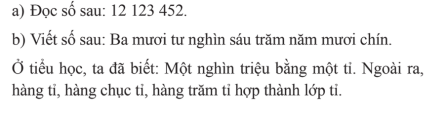 a) Đọc số sau: 12 123 452.
b) Viết số sau: Ba mươi tư nghìn sáu trăm năm mươi chín.
Ở tiểu học, ta đã biết: Một nghìn triệu bằng một tỉ. Ngoài ra,
hàng tỉ, hàng chục tỉ, hàng trăm tỉ hợp thành lớp tỉ.